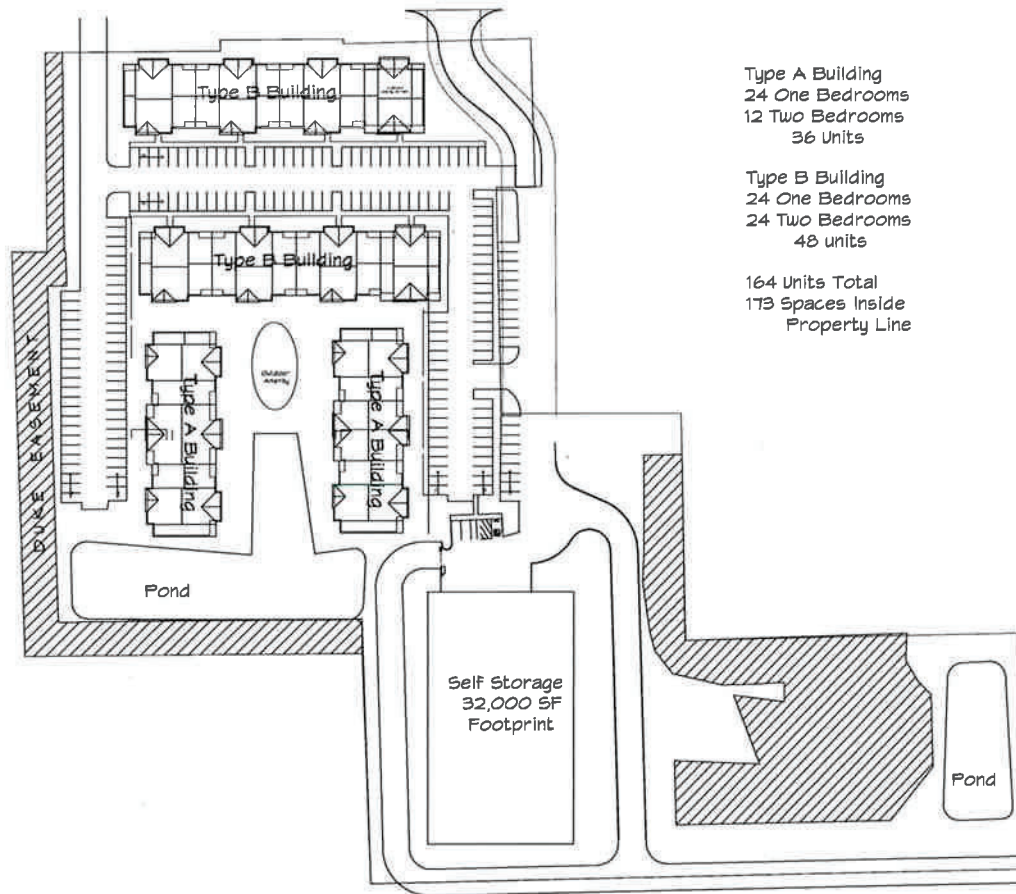 Type B Building
Type A Building
24 One Bedrooms
12 Two Bedrooms
36 Units
Type B Building
24 One Bedrooms
24 Two Bedrooms
48 units
164 Units Total
173 Spaces Inside
Property Line
Type B Building
Type A Building
Type A Building
DUKE EASEMENT
Pond
Self Storage
32,000 SF
Footprint
Pond